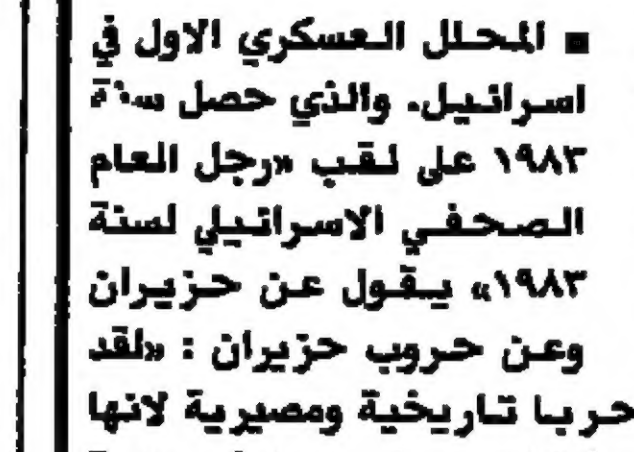 ■ المحلل العسكري الاول في
اسرائيل، والذي حصل سنة
١٩٨٣ على لقب «رجل العام
الصحفي الاسرائيلي لسنة
١٩٨٣» يقول عن حزيران
وعن حروب حزيران : «لقد
حربا تاريخية ومصيرية لانها